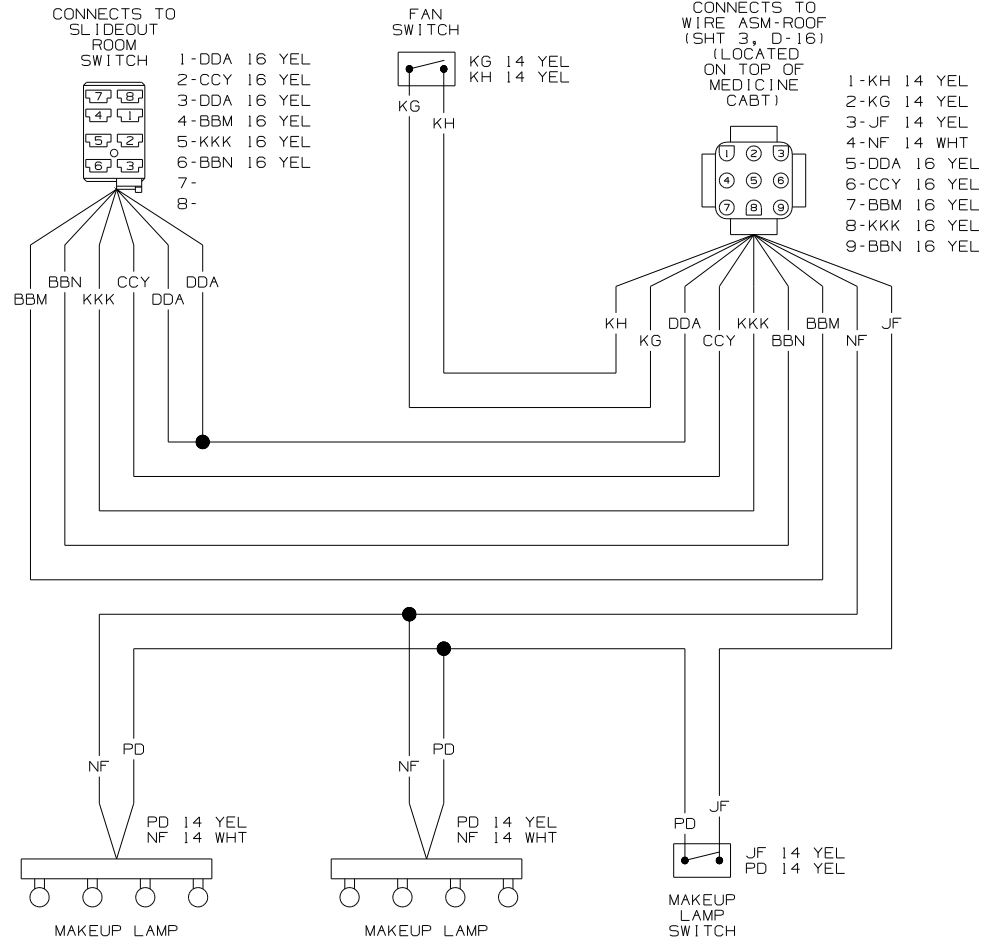 CONNECTS TO
SLIDEOUT
ROOM
SWITCH
1-DDA 16 YEL
2-CCY 16 YEL
3-DDA 16 YEL
4-BBM 16 YEL
5-KKK 16 YEL
6-BBN 16 YEL
7-
8-
7 8
4 1
5 2
6 3
FAN
SWITCH
KG 14 YEL
KH 14 YEL
KG
KH
CONNECTS TO
WIRE ASM-ROOF
(SHT 3, D-16)
(LOCATED
ON TOP OF
MEDICINE
CABT)
1-KH 14 YEL
2-KG 14 YEL
3-JF 14 YEL
4-NF 14 WHT
5-DDA 16 YEL
6-CCY 16 YEL
7-BBM 16 YEL
8-KKK 16 YEL
9-BBN 16 YEL
1 2 3
4 5 6
7 8 9
BBM
BBN
KKK
CCY
DDA
DDA
KH
KG
DDA
CCY
KKK
BBN
BBM
NF
JF
NF
PD
PD 14 YEL
NF 14 WHT
MAKEUP LAMP
NF
PD
PD 14 YEL
NF 14 WHT
MAKEUP LAMP
PD
JF
JF 14 YEL
PD 14 YEL
MAKEUP
LAMP
SWITCH